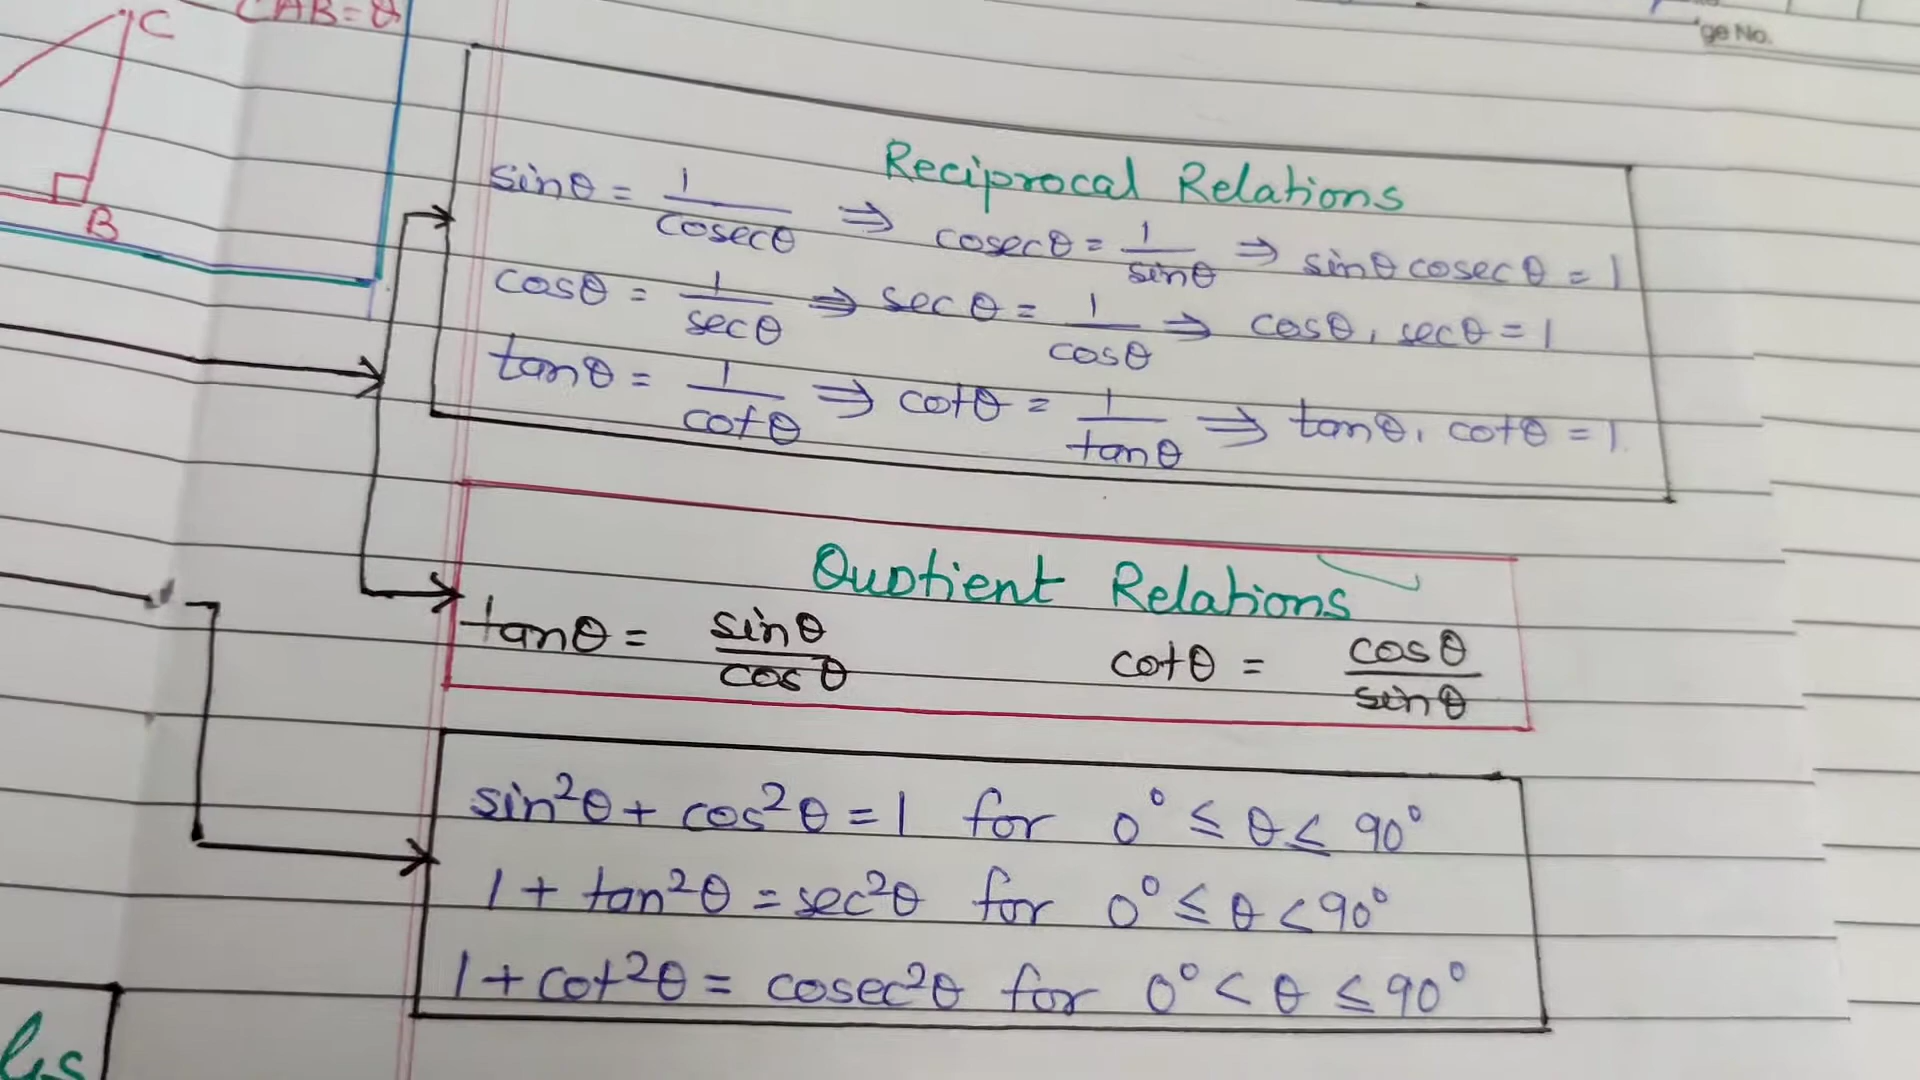 C
CAB = θ
B
ge No.
Reciprocal Relations
sinθ = 1/cosecθ ⇒ cosecθ = 1/sinθ ⇒ sinθ cosecθ = 1
cosθ = 1/secθ ⇒ secθ = 1/cosθ ⇒ cosθ. secθ = 1
tanθ = 1/cotθ ⇒ cotθ = 1/tanθ ⇒ tanθ. cotθ = 1.
Quotient Relations
tanθ = sinθ/cosθ cotθ = cosθ/sinθ
sin²θ + cos²θ = 1 for 0° ≤ θ ≤ 90°
1 + tan²θ = sec²θ for 0° ≤ θ < 90°
1 + cot²θ = cosec²θ for 0° < θ ≤ 90°